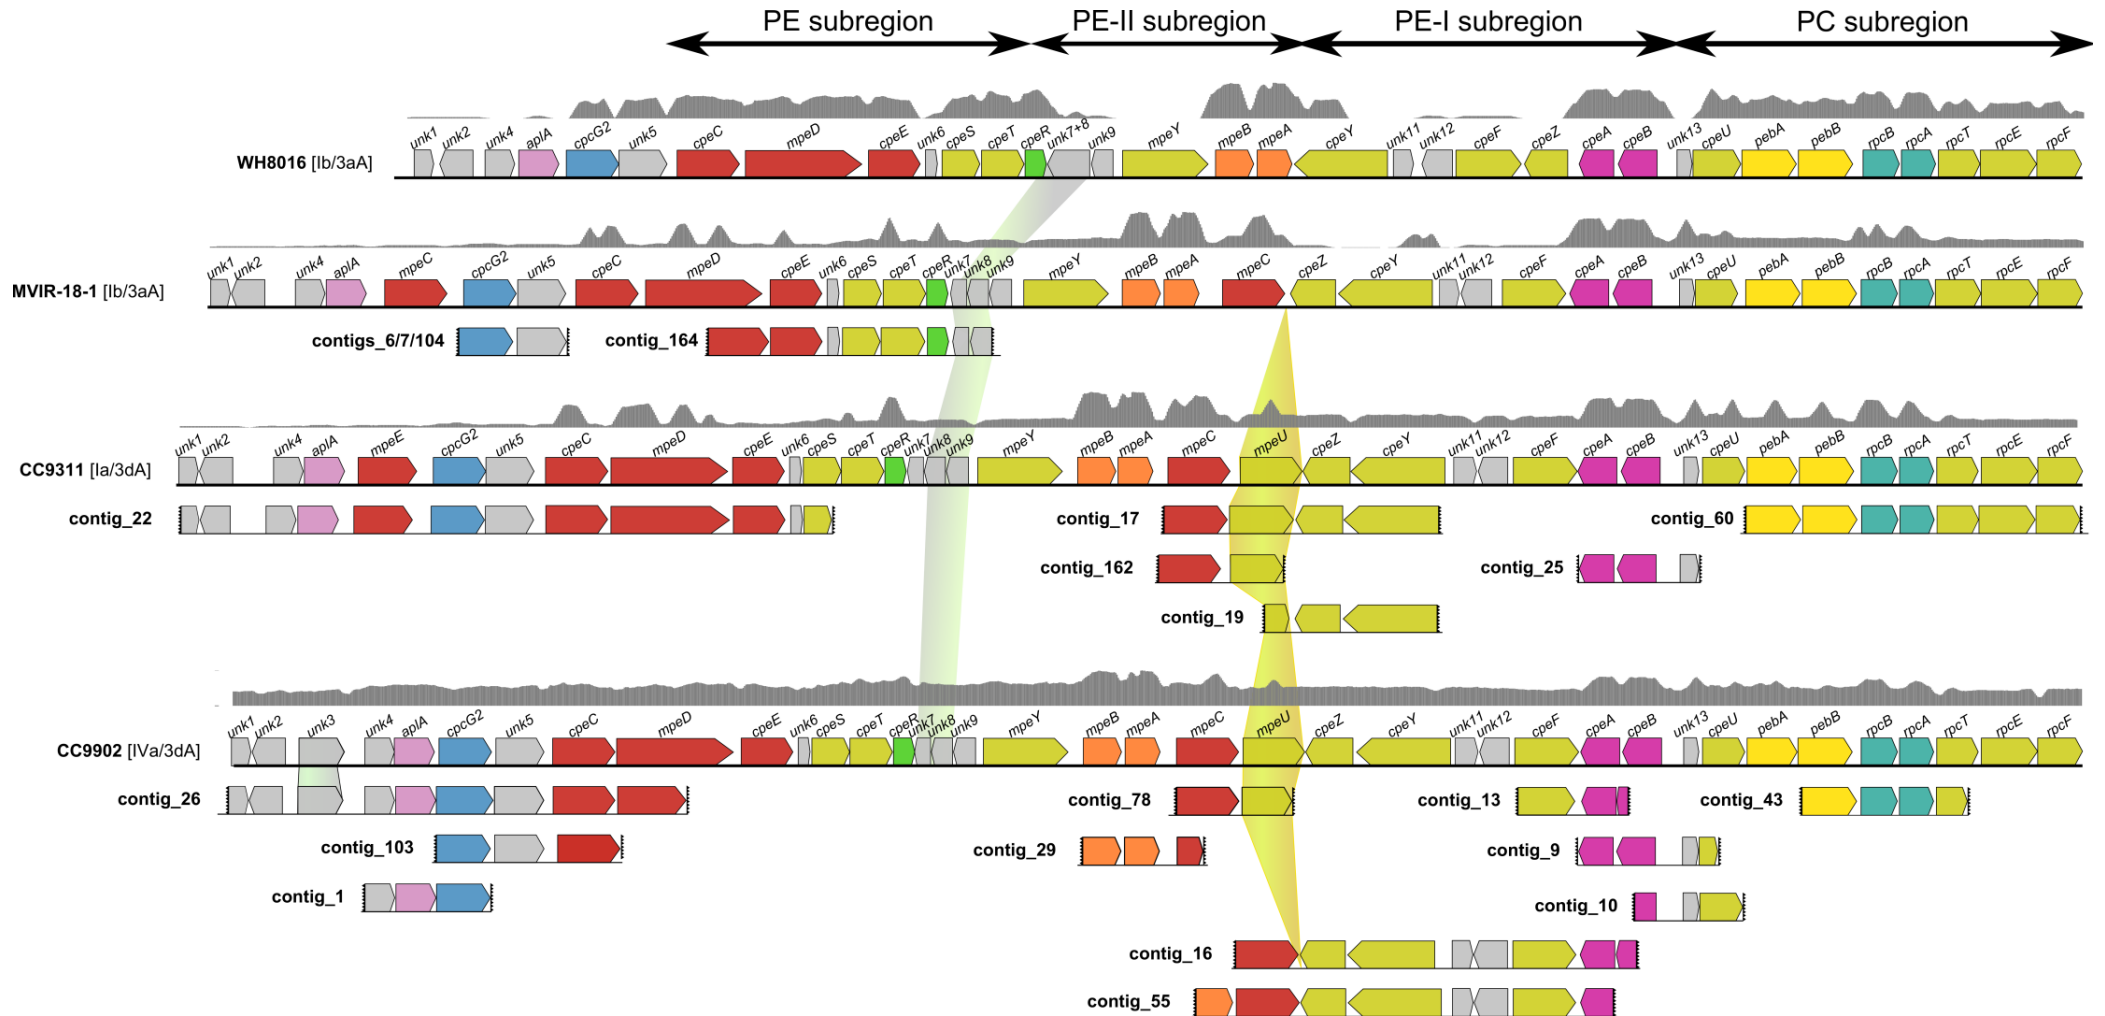 PE subregion PE-II subregion PE-I subregion PC subregion
unk1 unk2 unk4 aplA cpcG2 unk5 cpeC mpeD cpeE unk6 cpeS cpeT cpeR unk7+8 unk9 mpeY mpeB mpeA cpeY unk11 unk12 cpeF cpeZ cpeA cpeB unk13 cpeU pebA pebB rpcB rpcA rpcT rpcE rpcF
WH8016 [Ib/3aA]
unk1 unk2 unk4 aplA mpeC cpcG2 unk5 cpeC mpeD cpeE unk6 cpeS cpeT cpeR unk7 unk8 unk9 mpeY mpeB mpeA mpeC cpeZ cpeY unk11 unk12 cpeF cpeA cpeB unk13 cpeU pebA pebB rpcB rpcA rpcT rpcE rpcF
MVIR-18-1 [Ib/3aA]
contigs_6/7/104 contig_164
unk1 unk2 unk4 aplA mpeE cpcG2 unk5 cpeC mpeD cpeE unk6 cpeS cpeT cpeR unk7 unk8 unk9 mpeY mpeB mpeA mpeC mpeU cpeZ cpeY unk11 unk12 cpeF cpeA cpeB unk13 cpeU pebA pebB rpcB rpcA rpcT rpcE rpcF
CC9311 [Ia/3dA]
contig_22 contig_17 contig_60
contig_162 contig_25
contig_19
unk1 unk2 unk3 unk4 aplA cpcG2 unk5 cpeC mpeD cpeE unk6 cpeS cpeT cpeR unk7 unk8 unk9 mpeY mpeB mpeA mpeC mpeU cpeZ cpeY unk11 unk12 cpeF cpeA cpeB unk13 cpeU pebA pebB rpcB rpcA rpcT rpcE rpcF
CC9902 [IVa/3dA]
contig_26 contig_78 contig_13 contig_43
contig_103 contig_29 contig_9
contig_1 contig_10
contig_16
contig_55